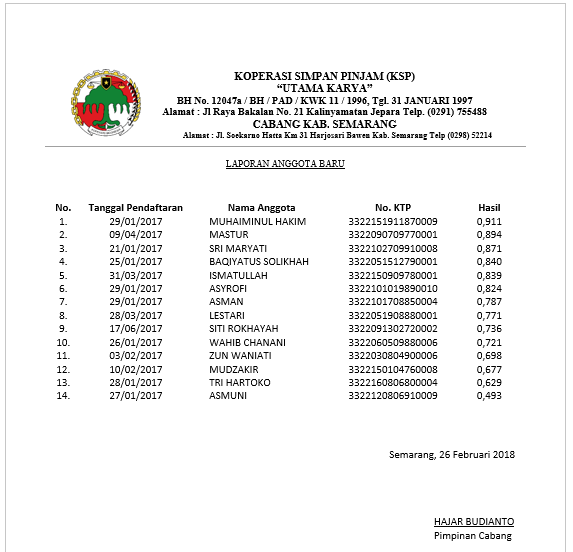 KOPERASI SIMPAN PINJAM (KSP)
“UTAMA KARYA”
BH No. 12047a / BH / PAD / KWK 11 / 1996, Tgl. 31 JANUARI 1997
Alamat : Jl Raya Bakalan No. 21 Kalinyamatan Jepara Telp. (0291) 755488
CABANG KAB. SEMARANG
Alamat : Jl. Soekarno Hatta Km 31 Harjosari Bawen Kab. Semarang Telp (0298) 52214
LAPORAN ANGGOTA BARU
No. Tanggal Pendaftaran Nama Anggota No. KTP Hasil
1. 29/01/2017 MUHAIMINUL HAKIM 3322151911870009 0,911
2. 09/04/2017 MASTUR 3322090709770001 0,894
3. 21/01/2017 SRI MARYATI 3322102709910008 0,871
4. 25/01/2017 BAQIYATUS SOLIKHAH 3322051512790001 0,840
5. 31/03/2017 ISMATULLAH 3322150909780001 0,839
6. 29/01/2017 ASYROFI 3322101019890010 0,824
7. 29/01/2017 ASMAN 3322101708850004 0,787
8. 28/03/2017 LESTARI 3322051908880001 0,771
9. 17/06/2017 SITI ROKHAYAH 3322091302720002 0,736
10. 26/01/2017 WAHIB CHANANI 3322060509880006 0,721
11. 03/02/2017 ZUN WANIATI 3322030804900006 0,698
12. 10/02/2017 MUDZAKIR 3322150104760008 0,677
13. 28/01/2017 TRI HARTOKO 3322160806800004 0,629
14. 27/01/2017 ASMUNI 3322120806910009 0,493
Semarang, 26 Februari 2018
HAJAR BUDIANTO
Pimpinan Cabang